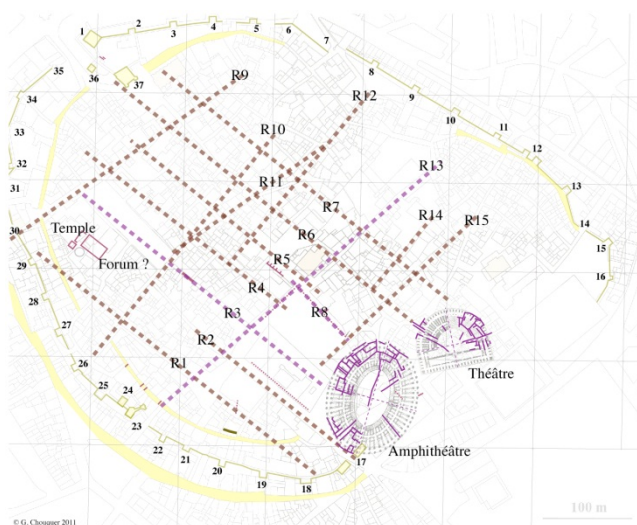 1
2
3
4
5
6
7
8
9
10
11
12
13
14
15
16
35
36
37
34
33
32
31
30
29
28
27
26
25
24
23
22
21
20
19
18
17
R9
R10
R11
R12
R13
R14
R15
R7
R6
R5
R4
R8
R3
R2
R1
Temple
Forum ?
Théâtre
Amphithéâtre
100 m
© G. Chouquer 2011